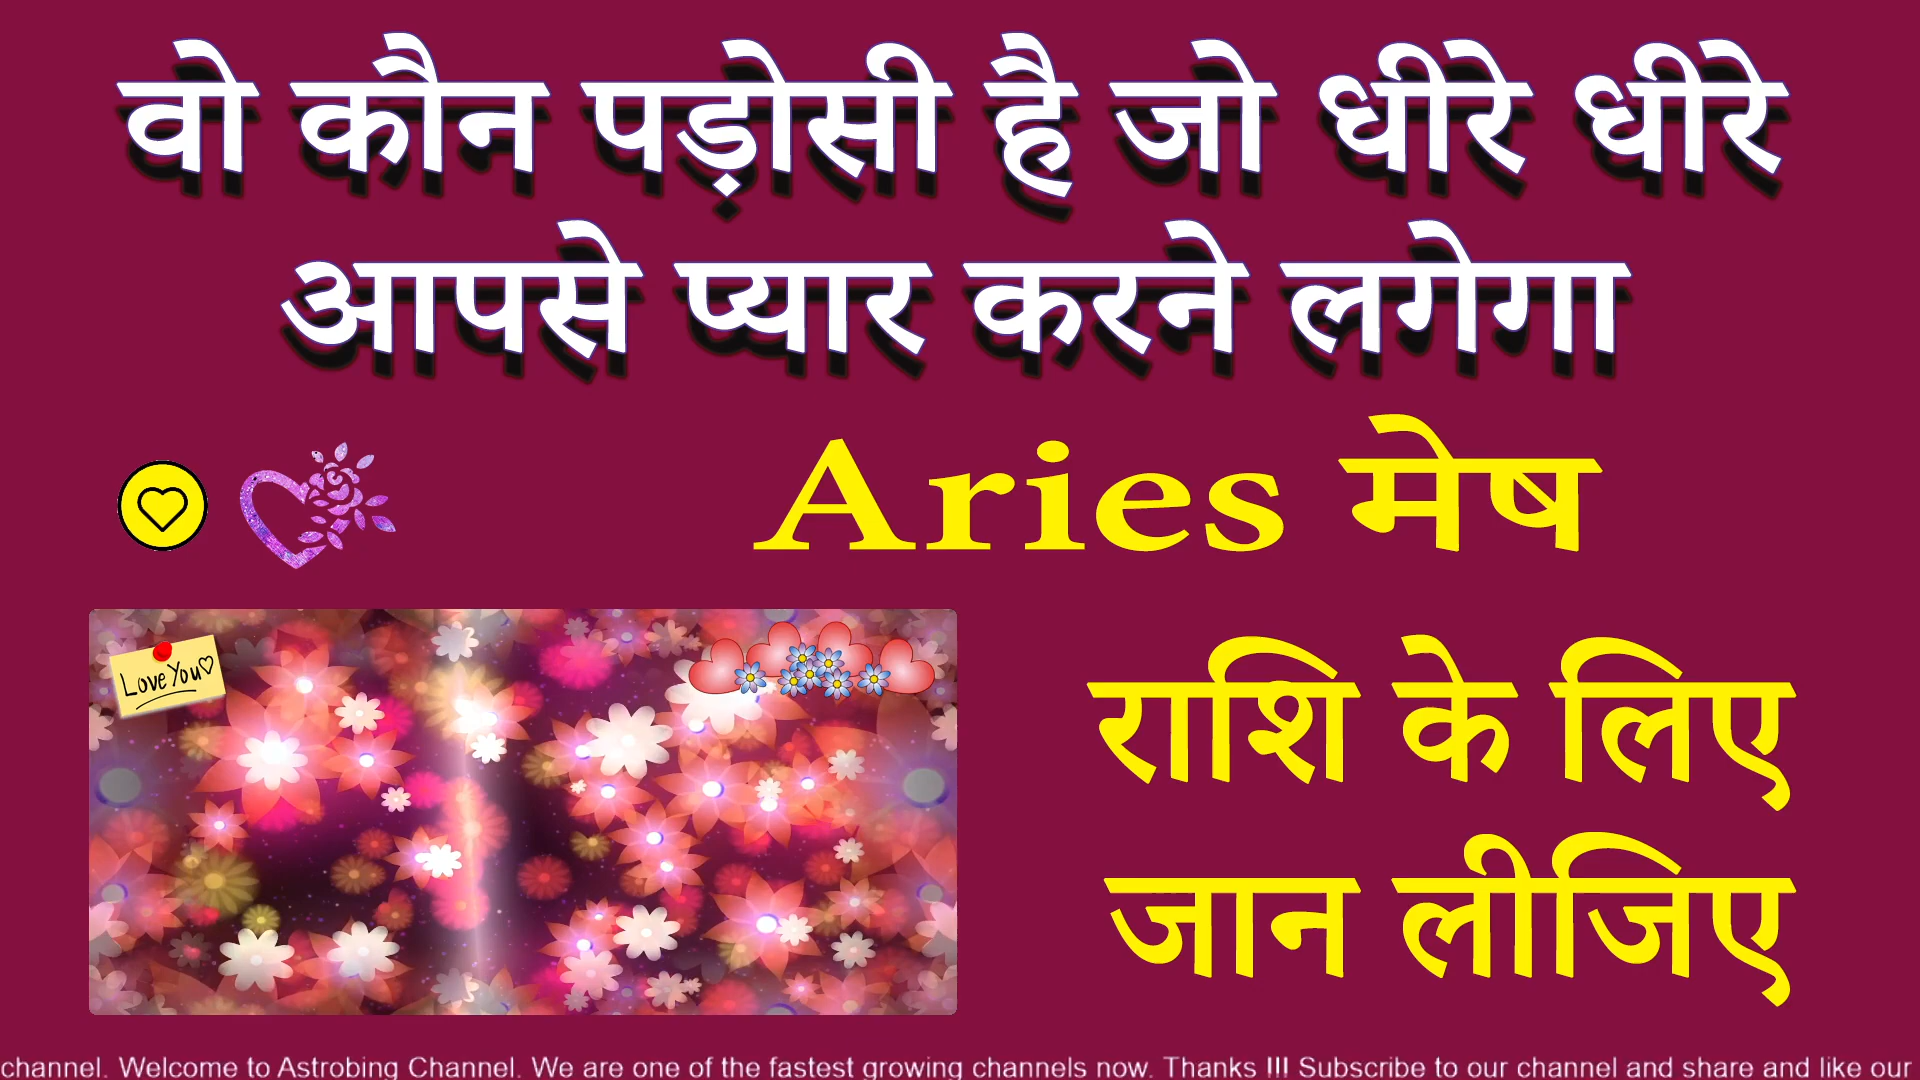 वो कौन पड़ोसी है जो धीरे धीरे
आपसे प्यार करने लगेगा
Aries मेष
Love You
राशि के लिए
जान लीजिए
channel. Welcome to Astrobing Channel. We are one of the fastest growing channels now. Thanks !!! Subscribe to our channel and share and like our